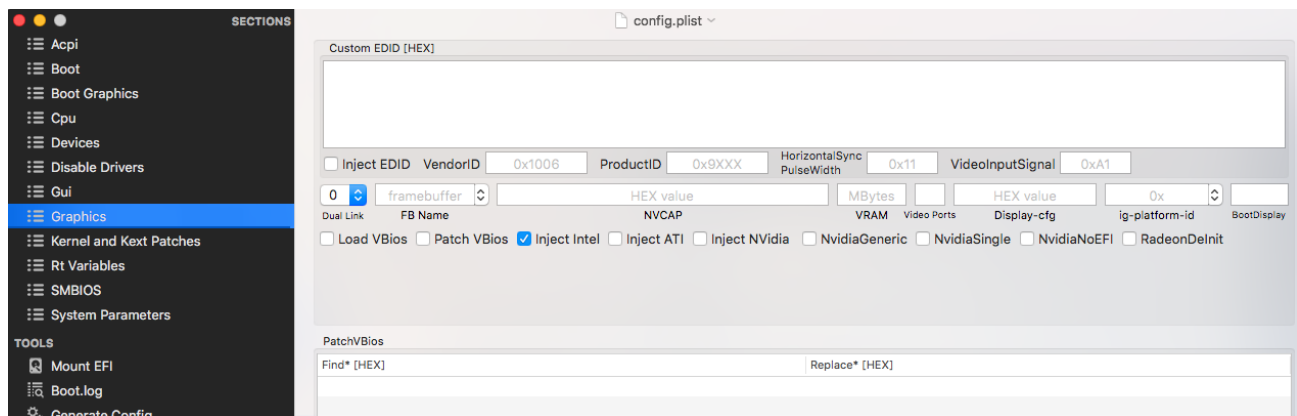 SECTIONS
config.plist
Acpi
Boot
Boot Graphics
Cpu
Devices
Disable Drivers
Gui
Graphics
Kernel and Kext Patches
Rt Variables
SMBIOS
System Parameters
TOOLS
Mount EFI
Boot.log
Generate Config
Custom EDID [HEX]
Inject EDID VendorID 0x1006 ProductID 0x9XXX HorizontalSync PulseWidth 0x11 VideoInputSignal 0xA1
0 framebuffer HEX value MBytes HEX value 0x
Dual Link FB Name NVCAP VRAM Video Ports Display-cfg ig-platform-id BootDisplay
Load VBios Patch VBios Inject Intel Inject ATI Inject NVidia NvidiaGeneric NvidiaSingle NvidiaNoEFI RadeonDeInit
PatchVBios
Find* [HEX] Replace* [HEX]